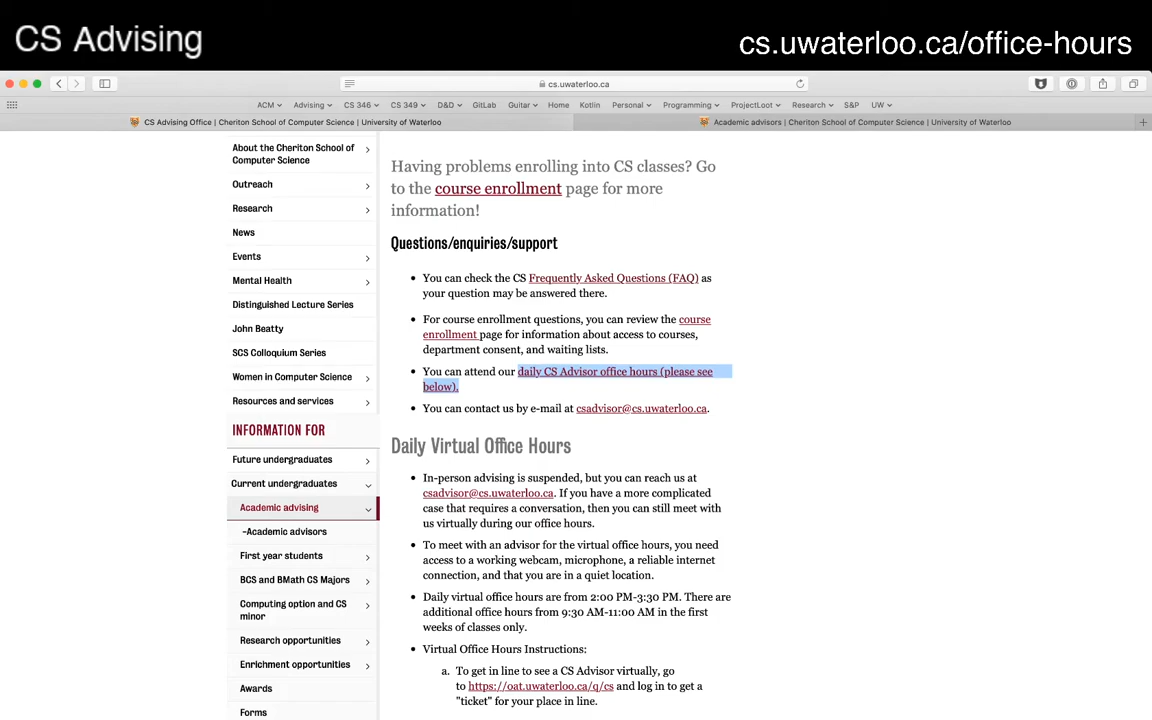 CS Advising
cs.uwaterloo.ca/office-hours
cs.uwaterloo.ca
ACM Advising CS 346 CS 349 D&D GitLab Guitar Home Kotlin Personal Programming ProjectLoot Research S&P UW
CS Advising Office | Cheriton School of Computer Science | University of Waterloo
Academic advisors | Cheriton School of Computer Science | University of Waterloo
About the Cheriton School of
Computer Science
Outreach
Research
News
Events
Mental Health
Distinguished Lecture Series
John Beatty
SCS Colloquium Series
Women in Computer Science
Resources and services
INFORMATION FOR
Future undergraduates
Current undergraduates
Academic advising
-Academic advisors
First year students
BCS and BMath CS Majors
Computing option and CS
minor
Research opportunities
Enrichment opportunities
Awards
Forms
Having problems enrolling into CS classes? Go
to the course enrollment page for more
information!
Questions/enquiries/support
• You can check the CS Frequently Asked Questions (FAQ) as
your question may be answered there.
• For course enrollment questions, you can review the course
enrollment page for information about access to courses,
department consent, and waiting lists.
• You can attend our daily CS Advisor office hours (please see
below).
• You can contact us by e-mail at csadvisor@cs.uwaterloo.ca.
Daily Virtual Office Hours
• In-person advising is suspended, but you can reach us at
csadvisor@cs.uwaterloo.ca. If you have a more complicated
case that requires a conversation, then you can still meet with
us virtually during our office hours.
• To meet with an advisor for the virtual office hours, you need
access to a working webcam, microphone, a reliable internet
connection, and that you are in a quiet location.
• Daily virtual office hours are from 2:00 PM-3:30 PM. There are
additional office hours from 9:30 AM-11:00 AM in the first
weeks of classes only.
• Virtual Office Hours Instructions:
a. To get in line to see a CS Advisor virtually, go
to https://oat.uwaterloo.ca/q/cs and log in to get a
"ticket" for your place in line.